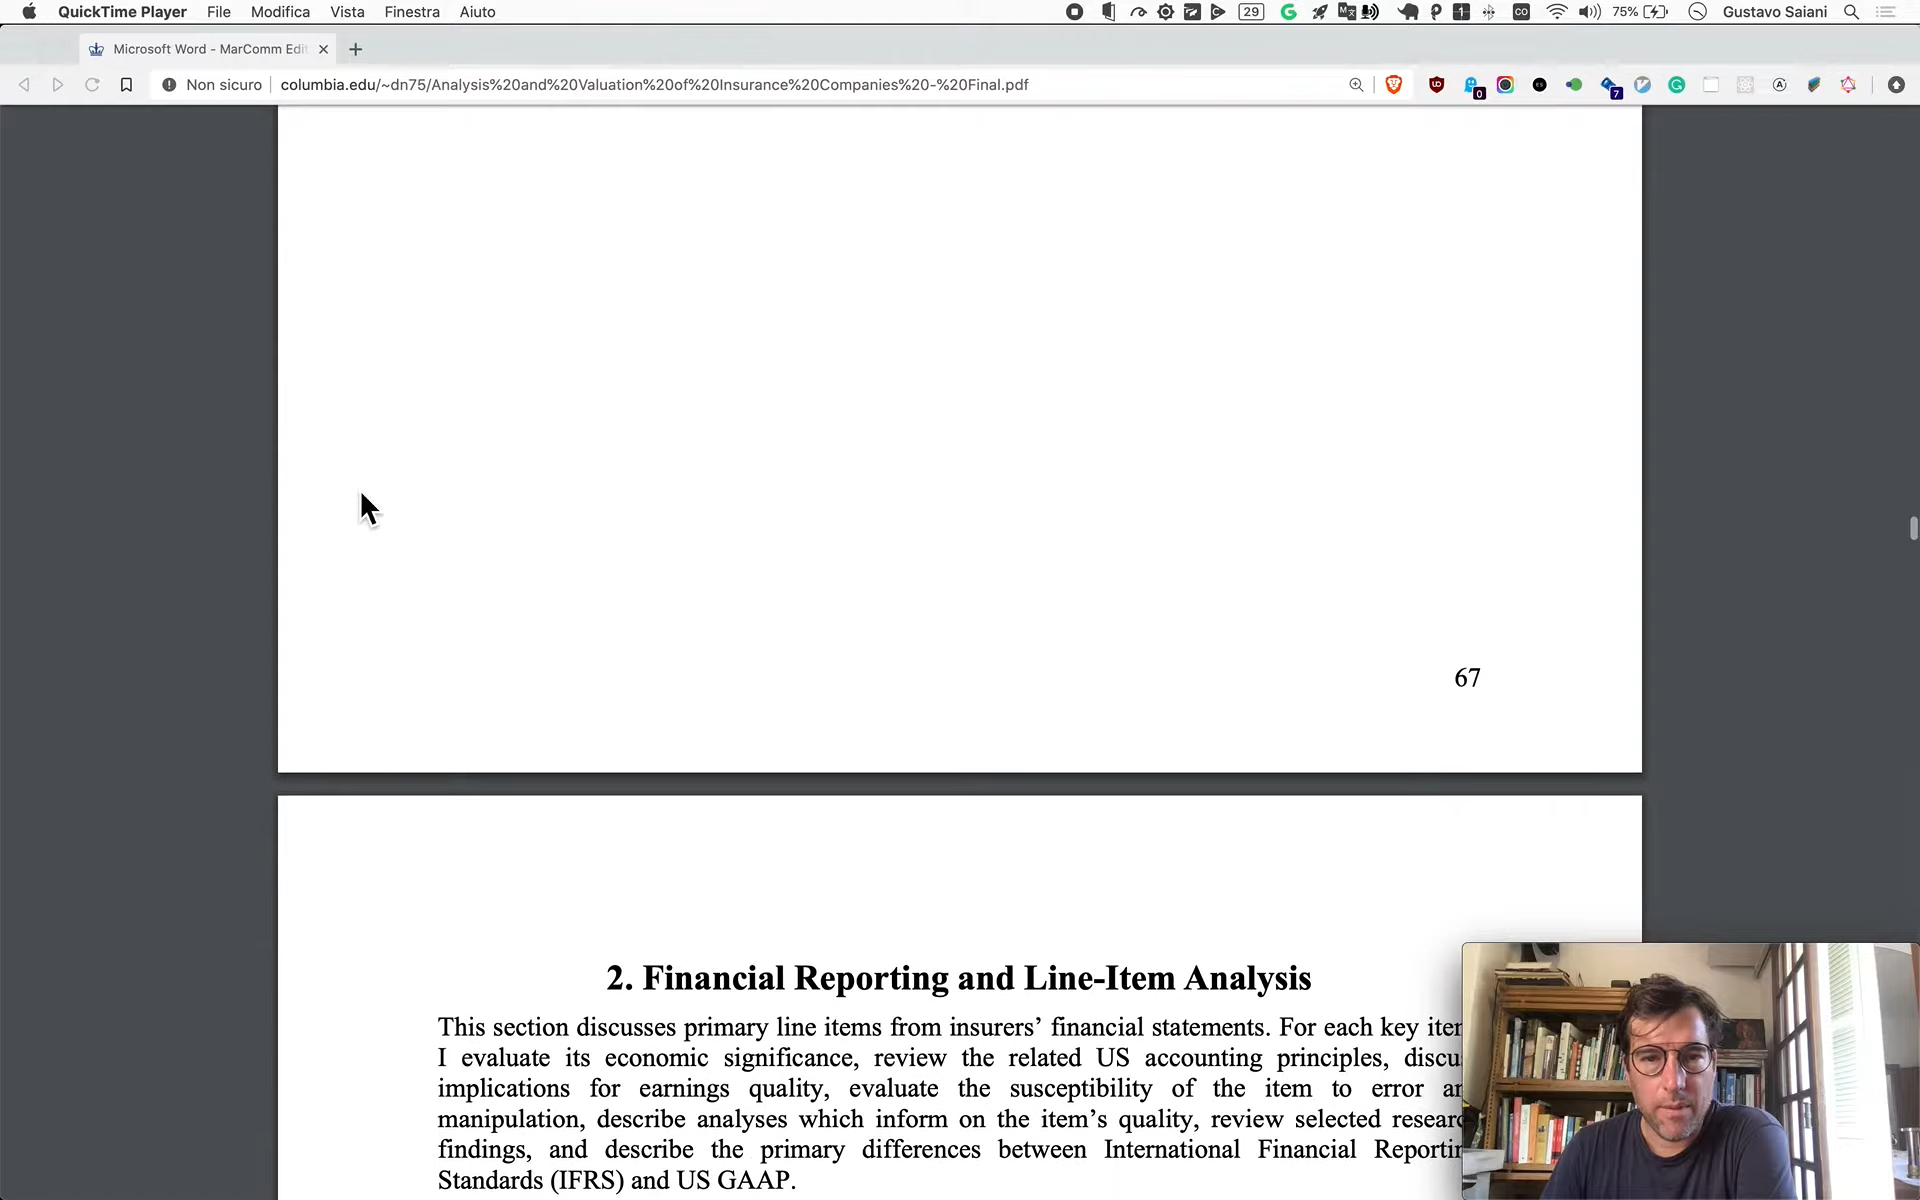 QuickTime Player File Modifica Vista Finestra Aiuto 29 75% Gustavo Saiani
Microsoft Word - MarComm Edi
Non sicuro columbia.edu/~dn75/Analysis%20and%20Valuation%20of%20Insurance%20Companies%20-%20Final.pdf 0 7
67
2. Financial Reporting and Line-Item Analysis
This section discusses primary line items from insurers’ financial statements. For each key item
I evaluate its economic significance, review the related US accounting principles, discu
implications for earnings quality, evaluate the susceptibility of the item to error an
manipulation, describe analyses which inform on the item’s quality, review selected researc
findings, and describe the primary differences between International Financial Reportin
Standards (IFRS) and US GAAP.